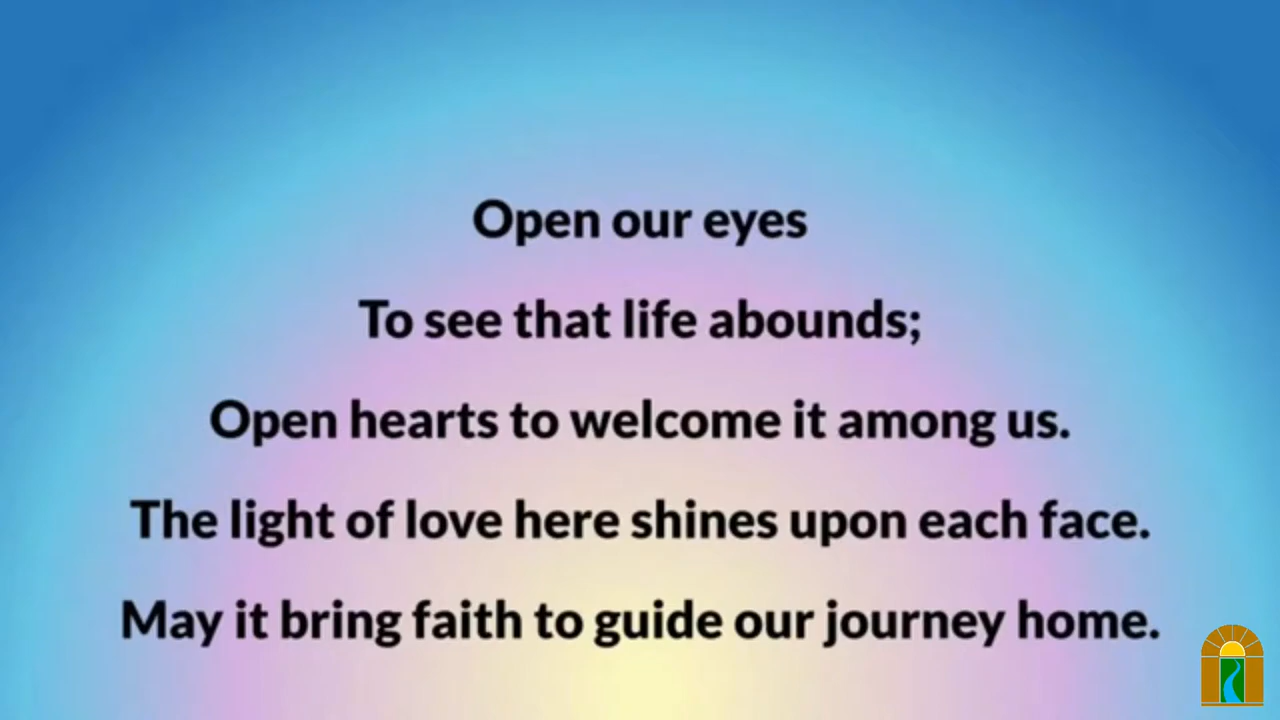 Open our eyes
To see that life abounds;
Open hearts to welcome it among us.
The light of love here shines upon each face.
May it bring faith to guide our journey home.